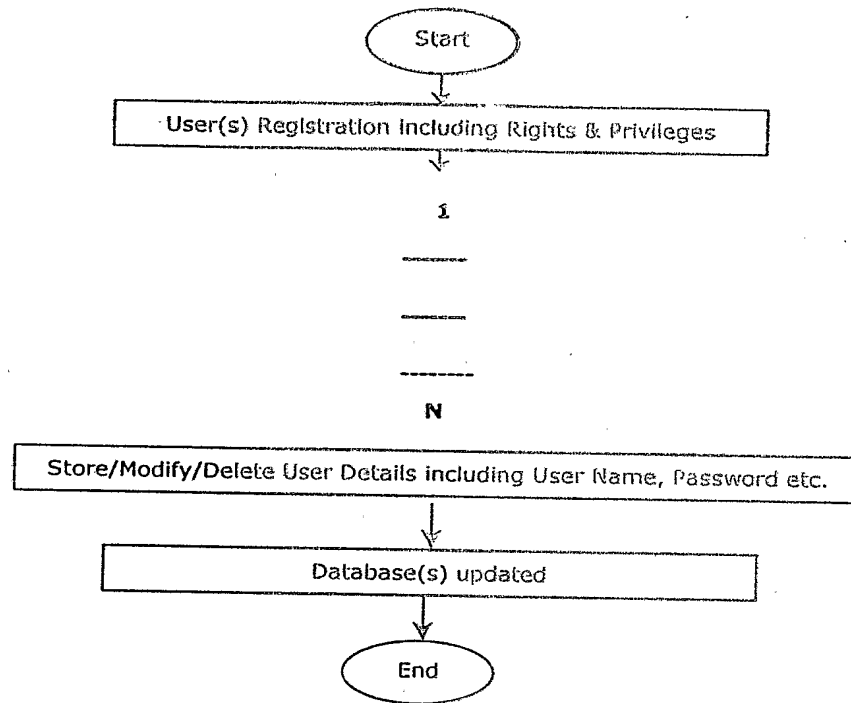 Start
User(s) Registration including Rights & Privileges
1
N
Store/Modify/Delete User Details including User Name, Password etc.
Database(s) updated
End